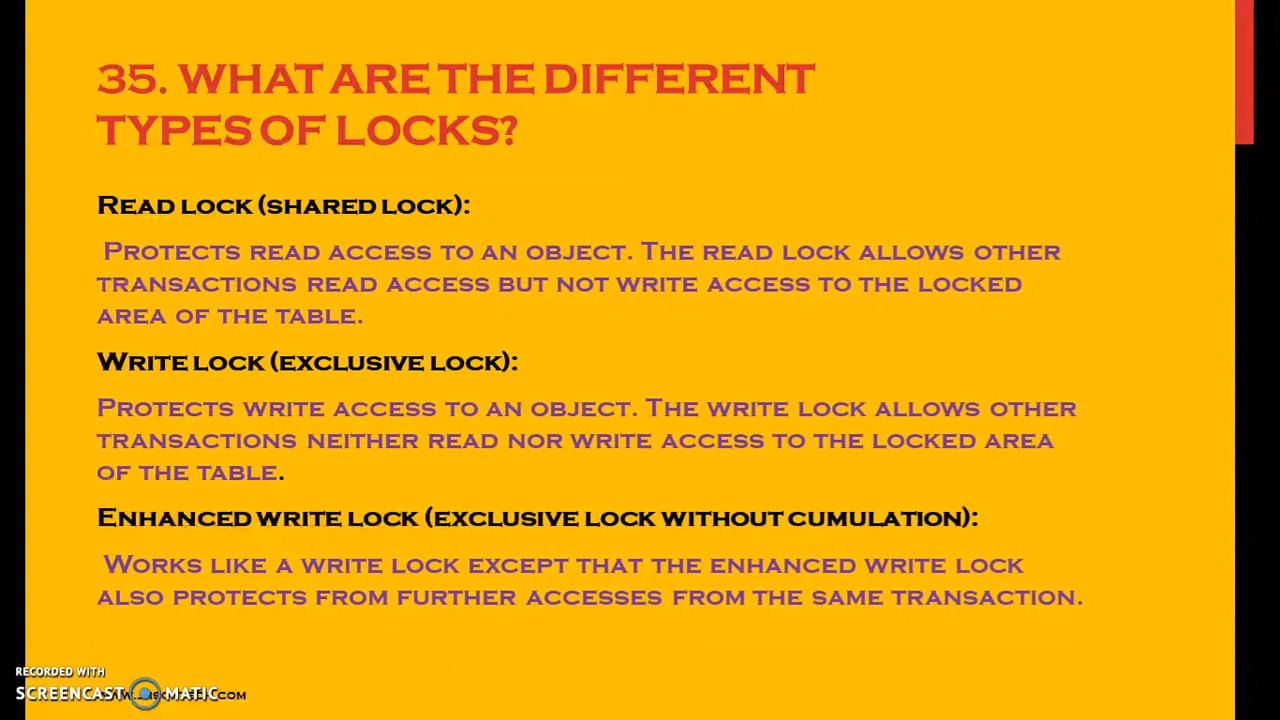 35. WHAT ARE THE DIFFERENT
TYPES OF LOCKS?
READ LOCK (SHARED LOCK):
PROTECTS READ ACCESS TO AN OBJECT. THE READ LOCK ALLOWS OTHER
TRANSACTIONS READ ACCESS BUT NOT WRITE ACCESS TO THE LOCKED
AREA OF THE TABLE.
WRITE LOCK (EXCLUSIVE LOCK):
PROTECTS WRITE ACCESS TO AN OBJECT. THE WRITE LOCK ALLOWS OTHER
TRANSACTIONS NEITHER READ NOR WRITE ACCESS TO THE LOCKED AREA
OF THE TABLE.
ENHANCED WRITE LOCK (EXCLUSIVE LOCK WITHOUT CUMULATION):
WORKS LIKE A WRITE LOCK EXCEPT THAT THE ENHANCED WRITE LOCK
ALSO PROTECTS FROM FURTHER ACCESSES FROM THE SAME TRANSACTION.
RECORDED WITH
SCREENCAST MATIC